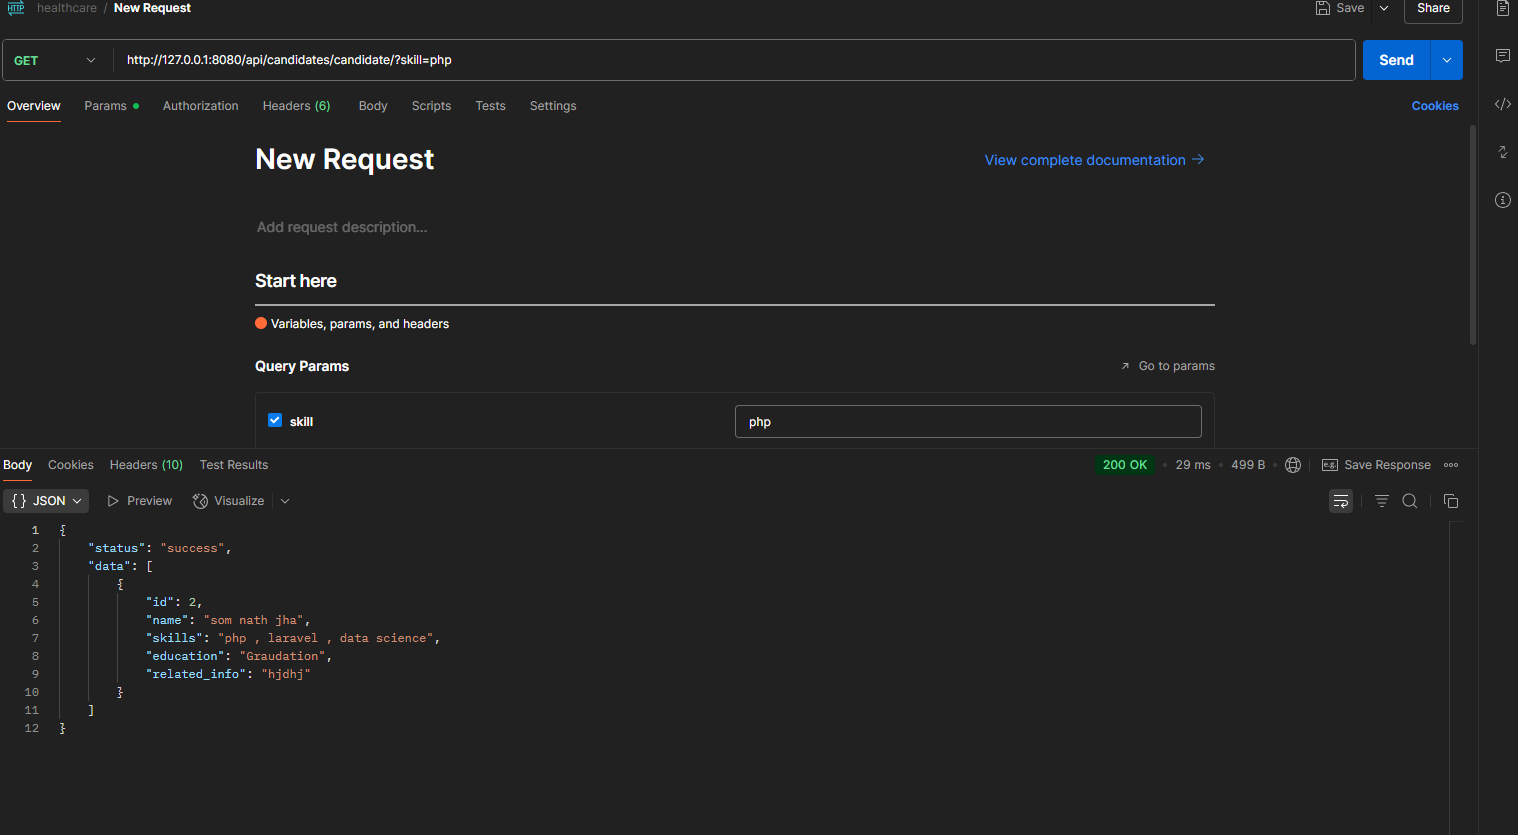 HTTP healthcare / New Request Save Share
GET http://127.0.0.1:8080/api/candidates/candidate/?skill=php Send
Overview Params Authorization Headers (6) Body Scripts Tests Settings Cookies
New Request View complete documentation →
Add request description...
Start here
Variables, params, and headers
Query Params Go to params
skill php
Body Cookies Headers (10) Test Results 200 OK • 29 ms • 499 B e.g. Save Response
{} JSON Preview Visualize
1 {
2 "status": "success",
3 "data": [
4 {
5 "id": 2,
6 "name": "som nath jha",
7 "skills": "php , laravel , data science",
8 "education": "Graudation",
9 "related_info": "hjdhj"
10 }
11 ]
12 }